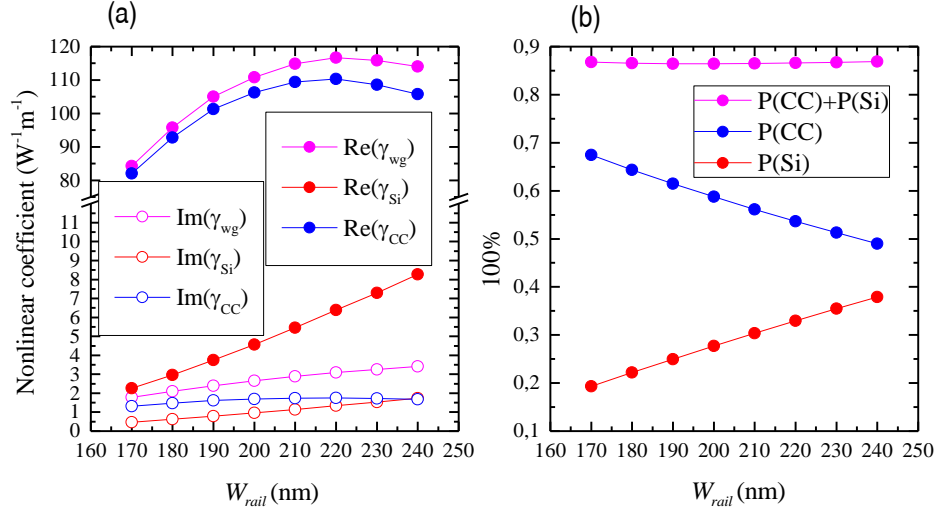 (a)
Nonlinear coefficient (W⁻¹m⁻¹)
120
110
100
90
80
9
8
7
6
5
4
3
2
1
0
Re(γwg)
Re(γSi)
Re(γCC)
Im(γwg)
Im(γSi)
Im(γCC)
160 170 180 190 200 210 220 230 240 250
Wrail (nm)
(b)
100%
0,9
0,8
0,7
0,6
0,5
0,4
0,3
0,2
0,1
P(CC)+P(Si)
P(CC)
P(Si)
160 170 180 190 200 210 220 230 240 250
Wrail (nm)